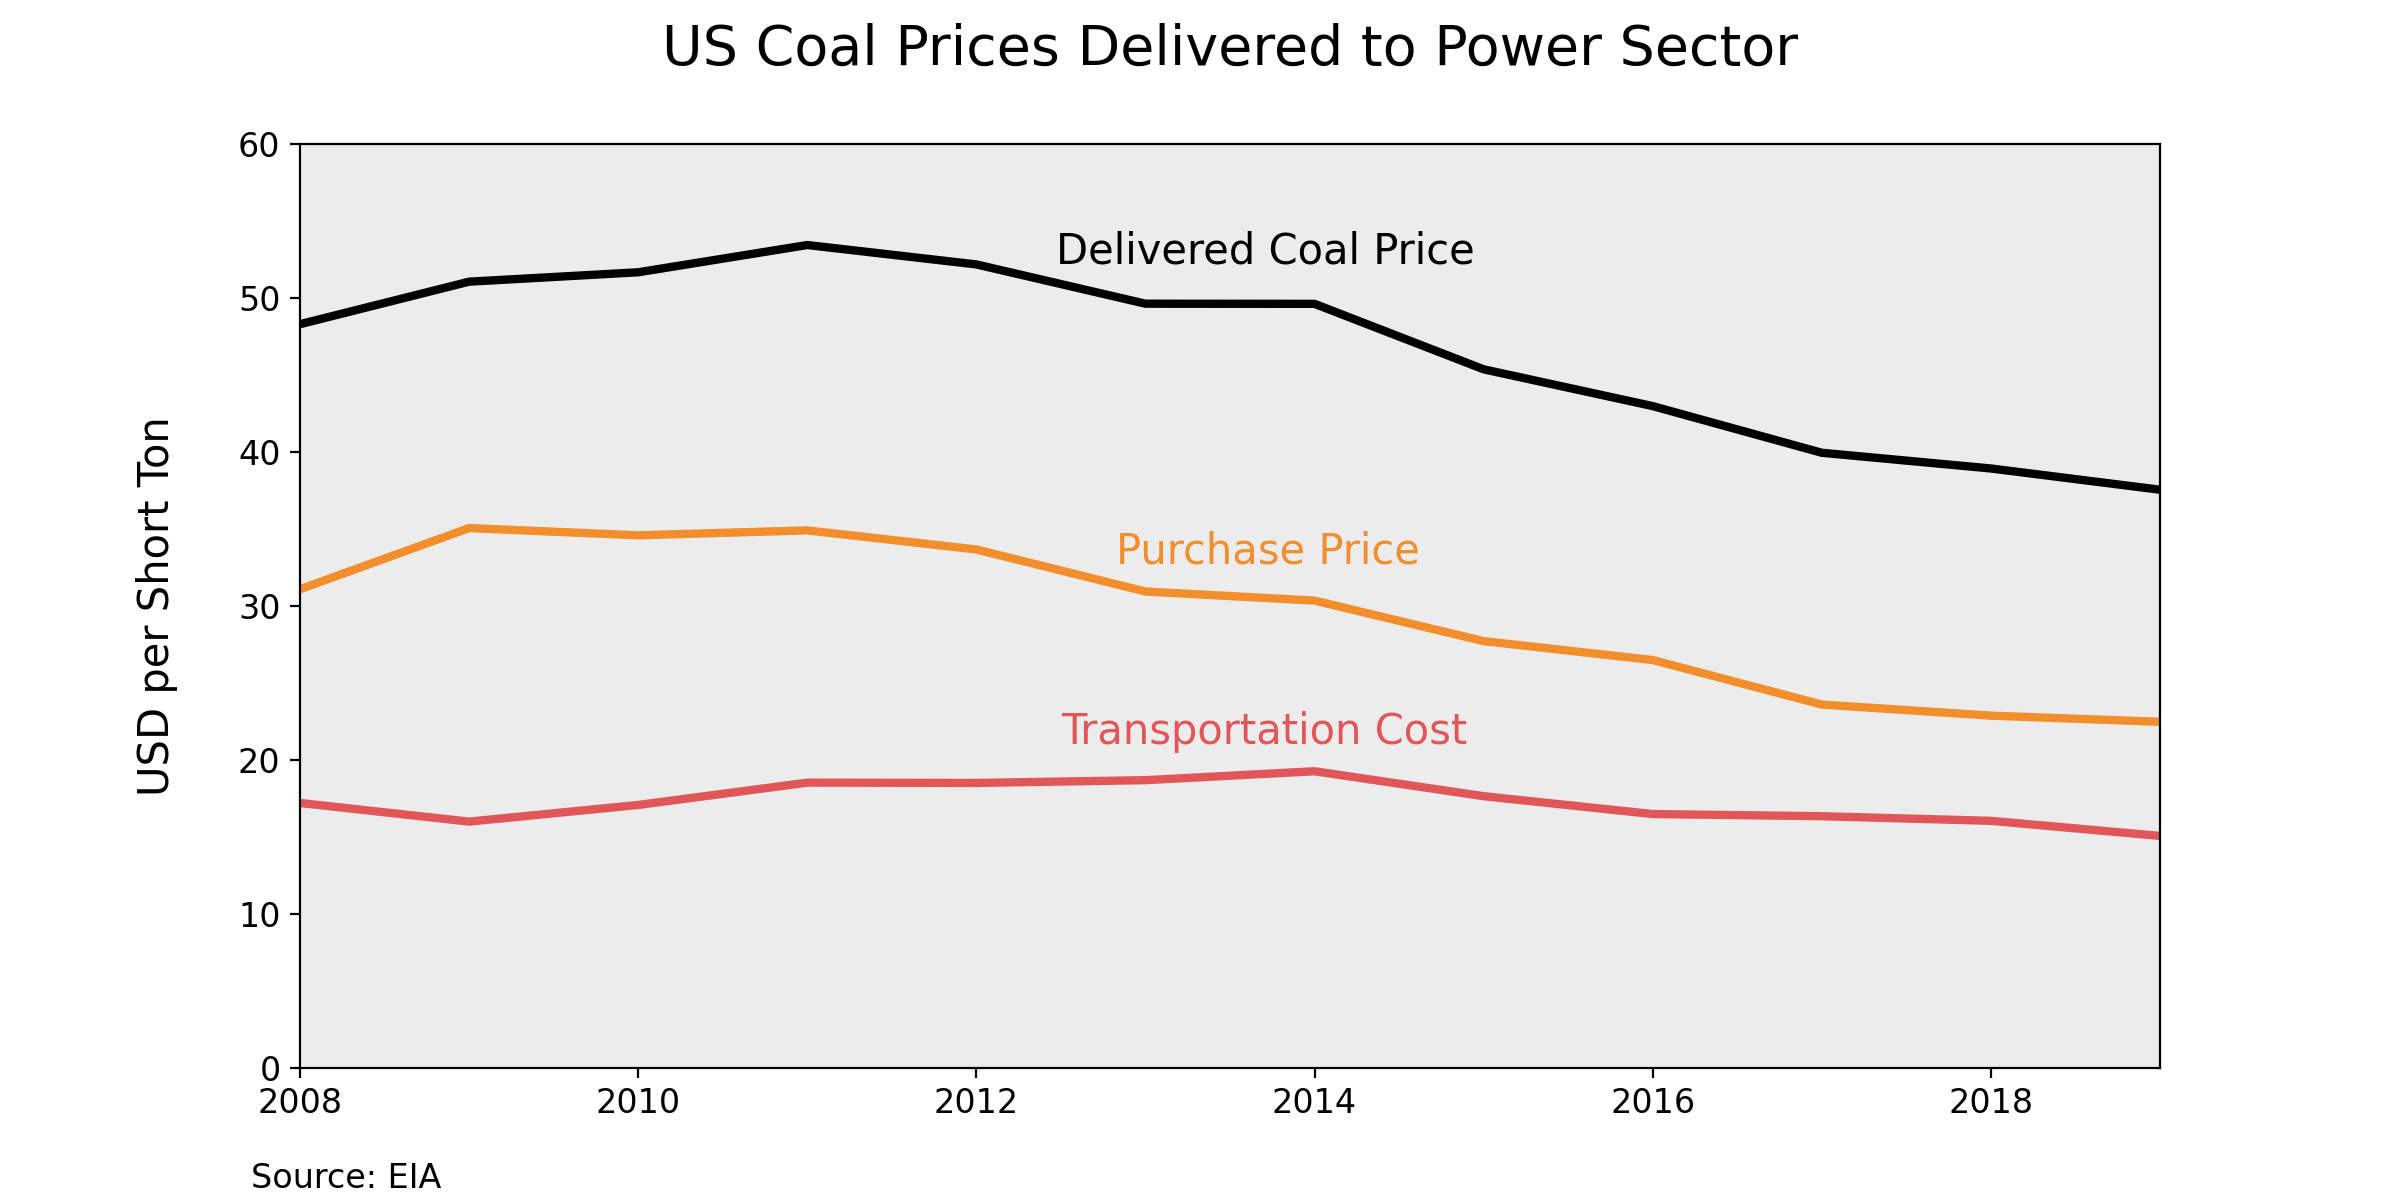 US Coal Prices Delivered to Power Sector
60
50
40
30
20
10
0
USD per Short Ton
Delivered Coal Price
Purchase Price
Transportation Cost
2008 2010 2012 2014 2016 2018
Source: EIA